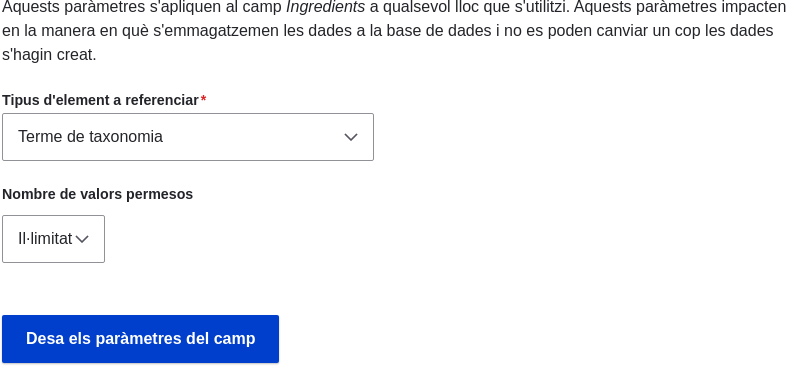 Aquests paràmetres s'apliquen al camp Ingredients a qualsevol lloc que s'utilitzi. Aquests paràmetres impacten
en la manera en què s'emmagatzemen les dades a la base de dades i no es poden canviar un cop les dades
s'hagin creat.
Tipus d'element a referenciar*
Terme de taxonomia
Nombre de valors permesos
Il·limitat
Desa els paràmetres del camp